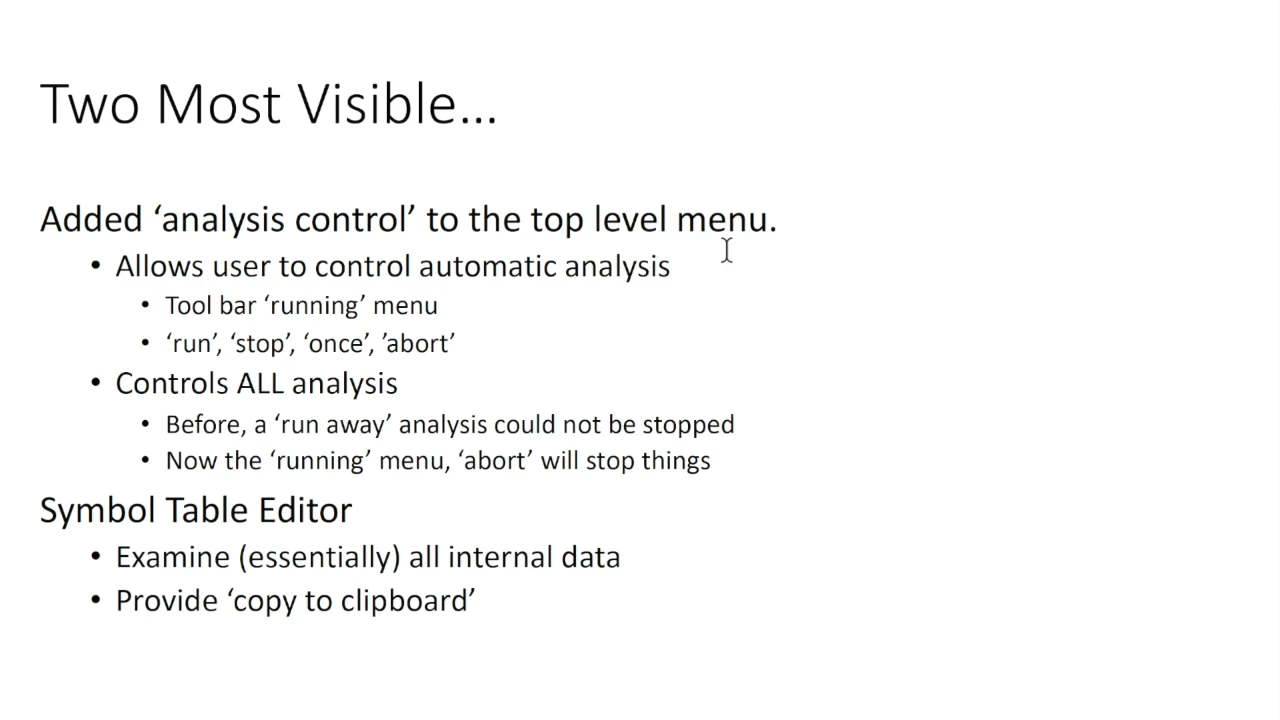 Two Most Visible...
Added ‘analysis control’ to the top level menu.
• Allows user to control automatic analysis
• Tool bar ‘running’ menu
• ‘run’, ‘stop’, ‘once’, ’abort’
• Controls ALL analysis
• Before, a ‘run away’ analysis could not be stopped
• Now the ‘running’ menu, ‘abort’ will stop things
Symbol Table Editor
• Examine (essentially) all internal data
• Provide ‘copy to clipboard’